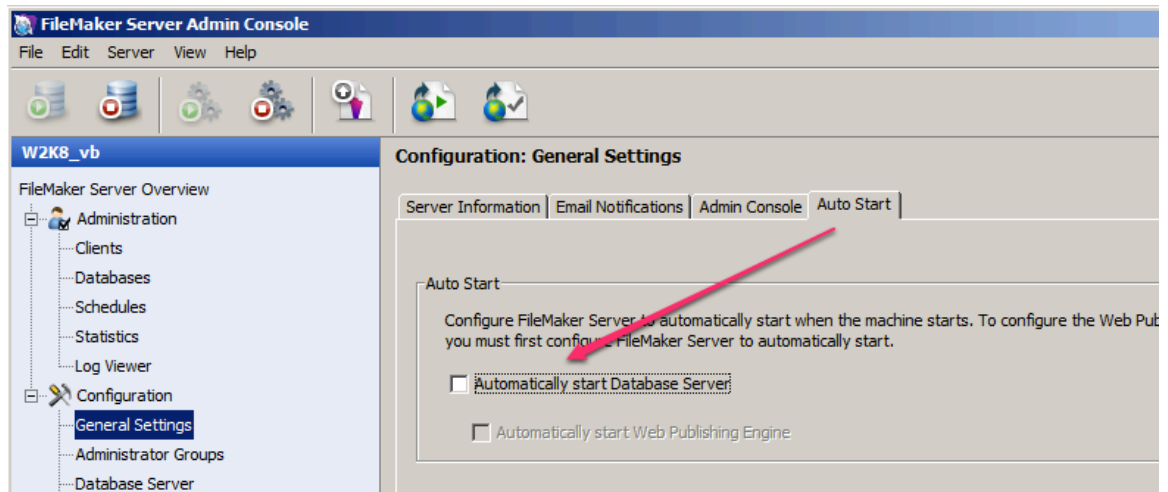 FileMaker Server Admin Console
File Edit Server View Help
W2K8_vb
FileMaker Server Overview
Administration
Clients
Databases
Schedules
Statistics
Log Viewer
Configuration
General Settings
Administrator Groups
Database Server
Configuration: General Settings
Server Information Email Notifications Admin Console Auto Start
Auto Start
Configure FileMaker Server to automatically start when the machine starts. To configure the Web Pub
you must first configure FileMaker Server to automatically start.
Automatically start Database Server
Automatically start Web Publishing Engine